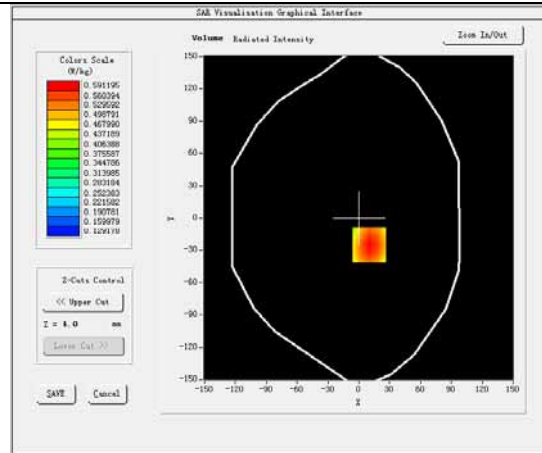 SAR Visualisation Graphical Interface
Volume Radiated Intensity
Zoom In/Out
Colors Scale
(W/kg)
0.591195
0.560394
0.529592
0.498791
0.467990
0.437189
0.406388
0.375587
0.344786
0.313985
0.283184
0.252383
0.221582
0.190781
0.159979
0.129178
Z-Cuts Control
<< Upper Cut
Z = 4.0 mm
Lower Cut >>
SAVE
Cancel
150
120
90
60
30
0
-30
-60
-90
-120
-150
Y
-150 -120 -90 -60 -30 0 30 60 90 120 150
X